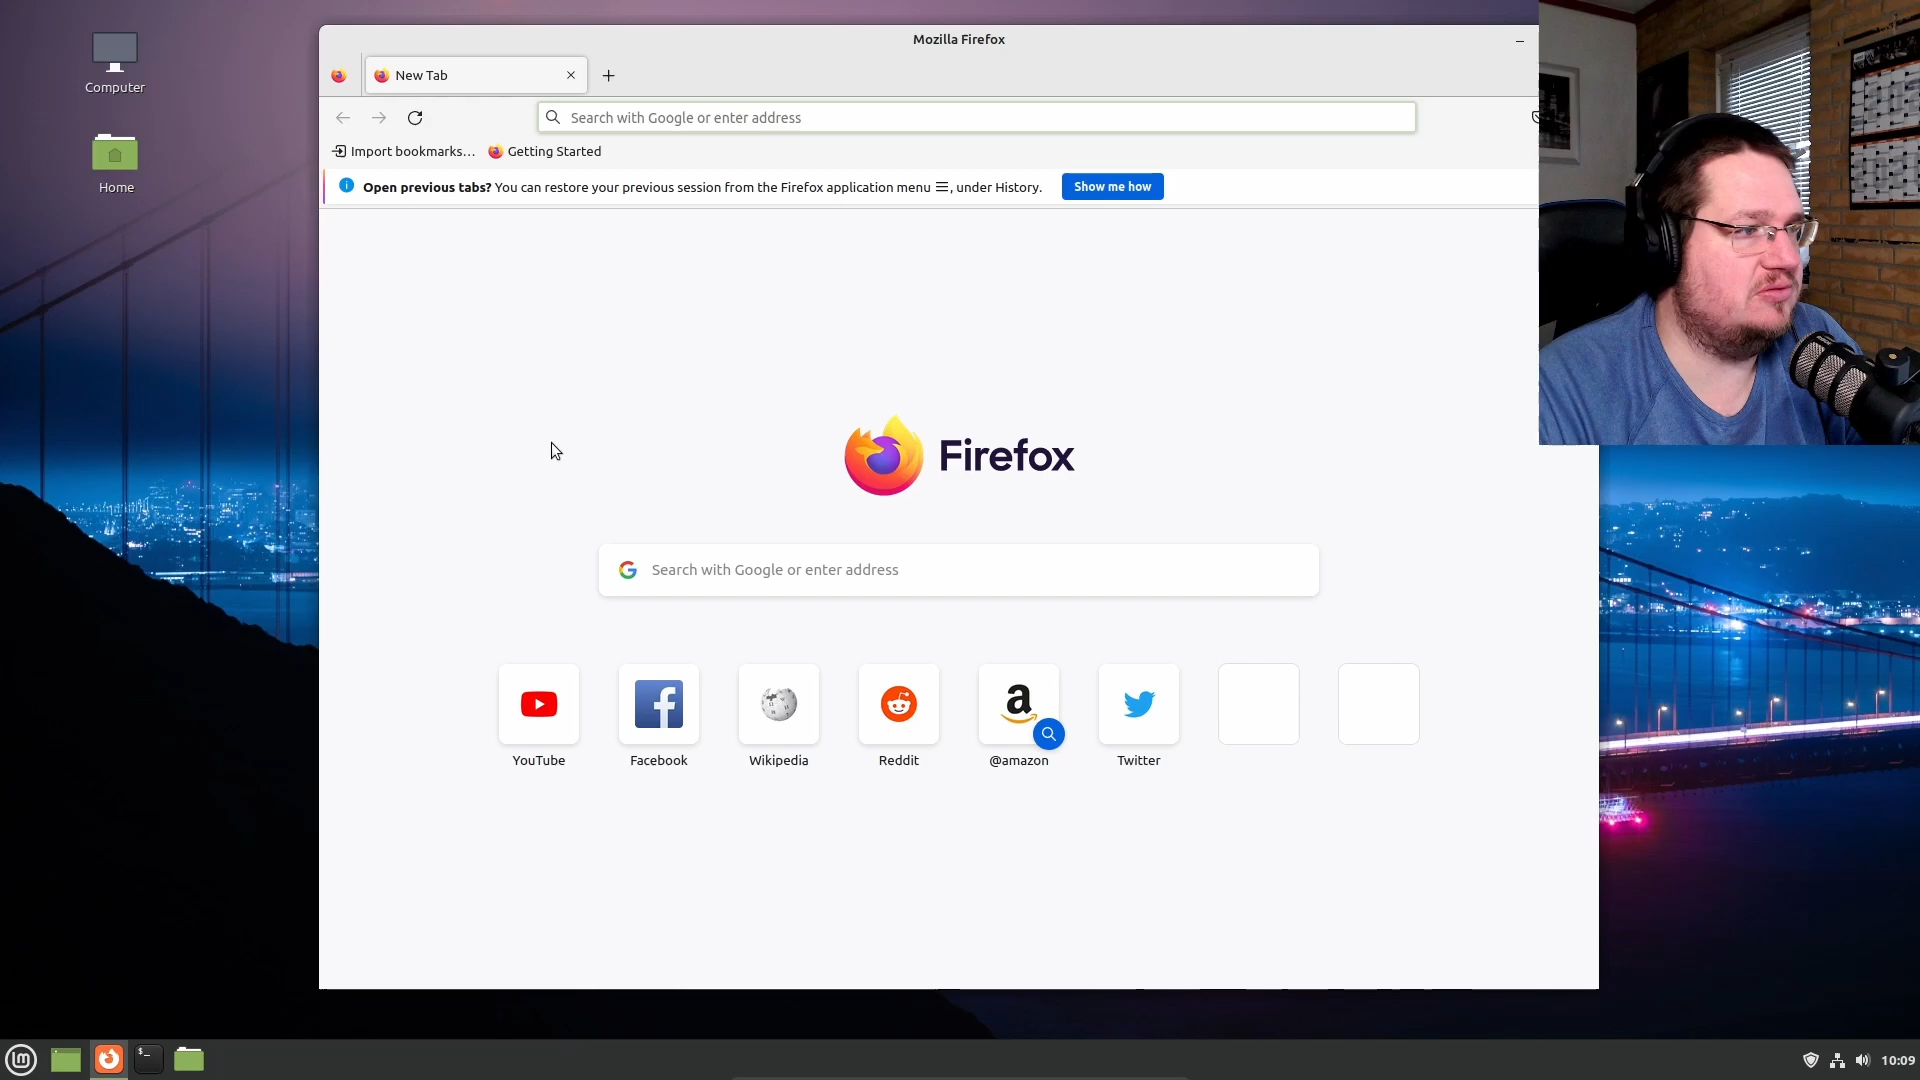 Mozilla Firefox
Computer
New Tab
Search with Google or enter address
Import bookmarks...
Getting Started
Home
Open previous tabs? You can restore your previous session from the Firefox application menu ☰, under History.
Show me how
Firefox
Search with Google or enter address
a
YouTube
Facebook
Wikipedia
Reddit
@amazon
Twitter
$_
10:09